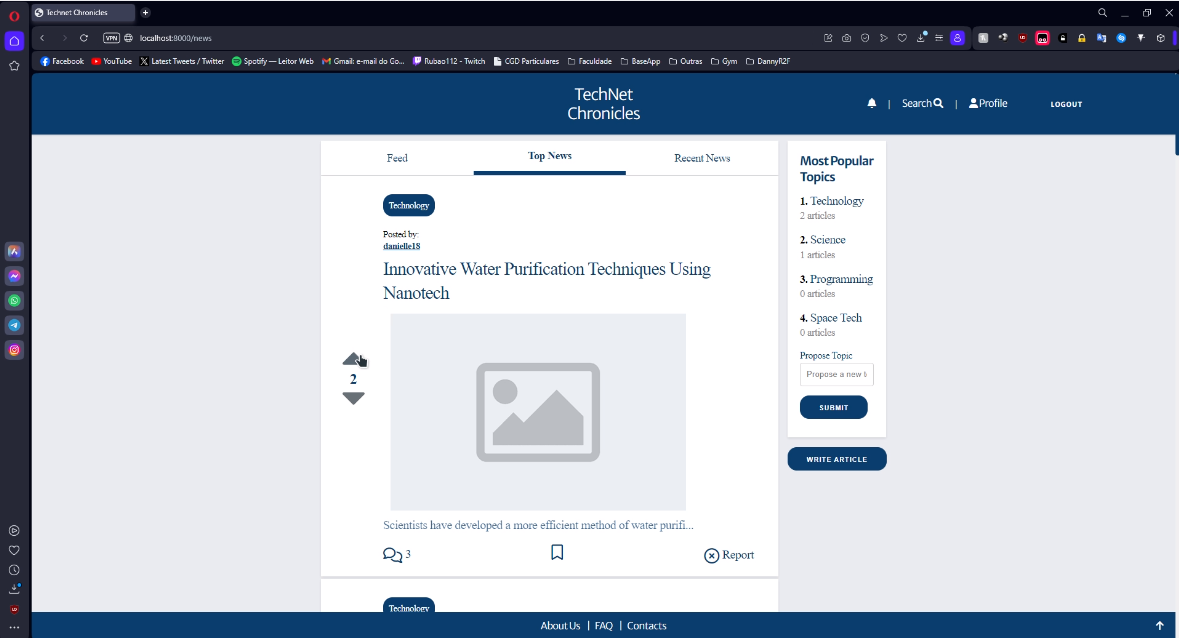 Technet Chronicles
VPN
localhost:8000/news
Facebook
YouTube
Latest Tweets / Twitter
Spotify — Leitor Web
Gmail: e-mail do Go...
Rubao112 - Twitch
CGD Particulares
Faculdade
BaseApp
Outras
Gym
DannyR2F
TechNet
Chronicles
| Search | Profile
LOGOUT
Feed
Top News
Recent News
Technology
Posted by:
danielle18
Innovative Water Purification Techniques Using
Nanotech
2
Scientists have developed a more efficient method of water purifi...
3
Report
Technology
Most Popular
Topics
1. Technology
2 articles
2. Science
1 articles
3. Programming
0 articles
4. Space Tech
0 articles
Propose Topic
Propose a new
SUBMIT
WRITE ARTICLE
About Us | FAQ | Contacts